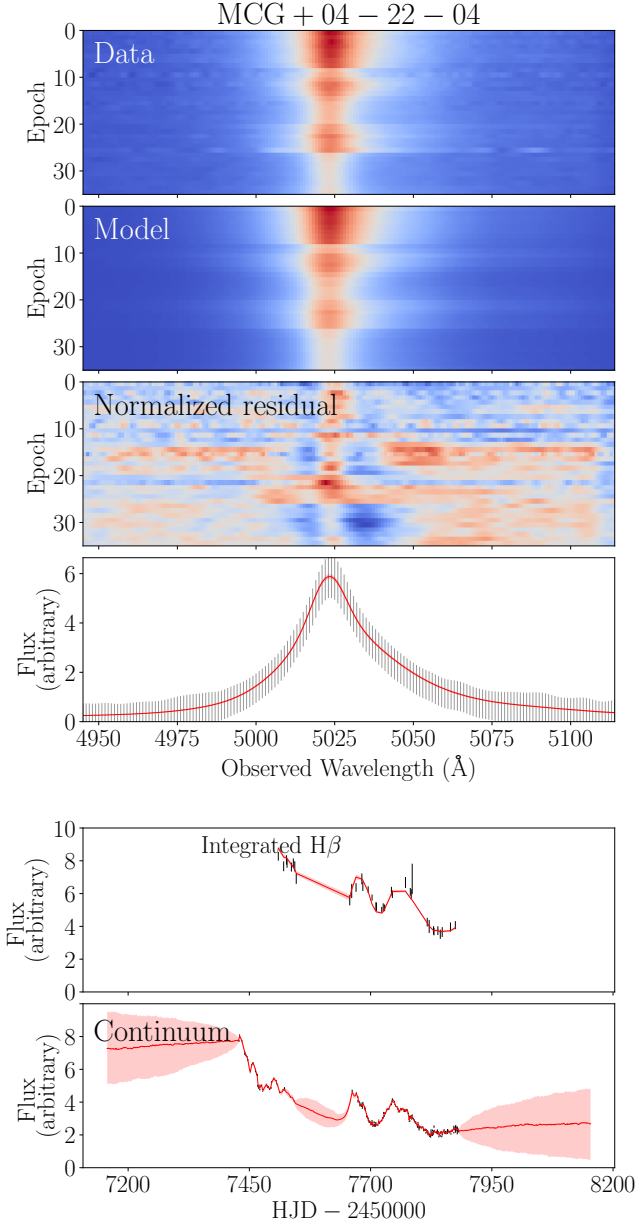 MCG + 04 − 22 − 04
0
Data
10
Epoch
20
30
0
Model
10
Epoch
20
30
0
Normalized residual
10
Epoch
20
30
6
4
Flux
(arbitrary)
2
0
4950 4975 5000 5025 5050 5075 5100
Observed Wavelength (Å)
10
Integrated Hβ
8
6
Flux
(arbitrary)
4
2
0
Continuum
8
6
Flux
(arbitrary)
4
2
0
7200 7450 7700 7950 8200
HJD − 2450000